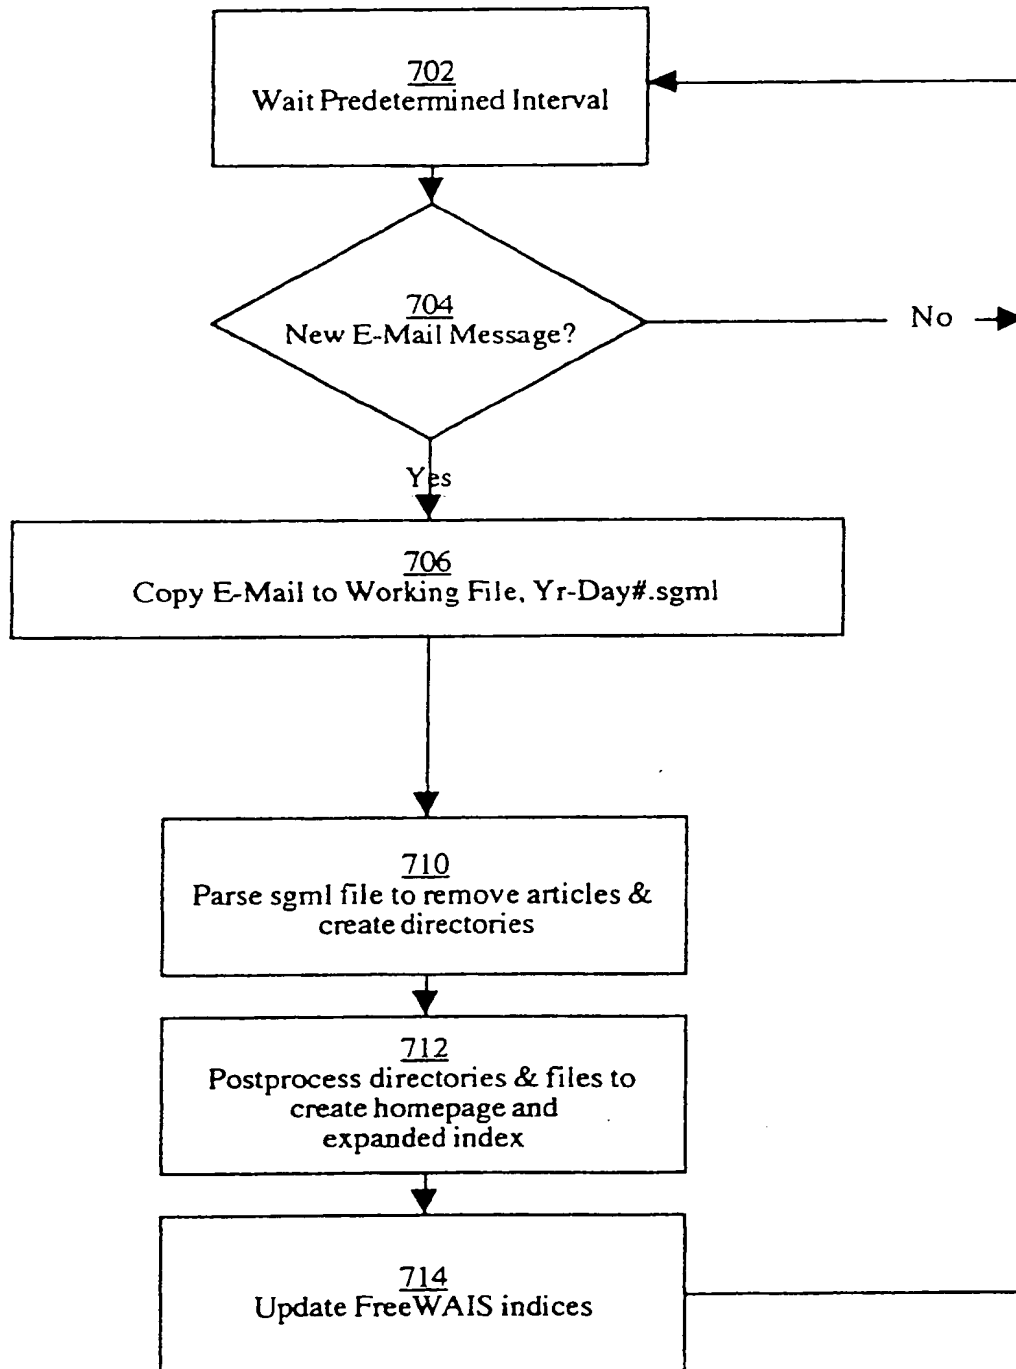 702
Wait Predetermined Interval
704
New E-Mail Message?
No
Yes
706
Copy E-Mail to Working File, Yr-Day#.sgml
710
Parse sgml file to remove articles &
create directories
712
Postprocess directories & files to
create homepage and
expanded index
714
Update FreeWAIS indices